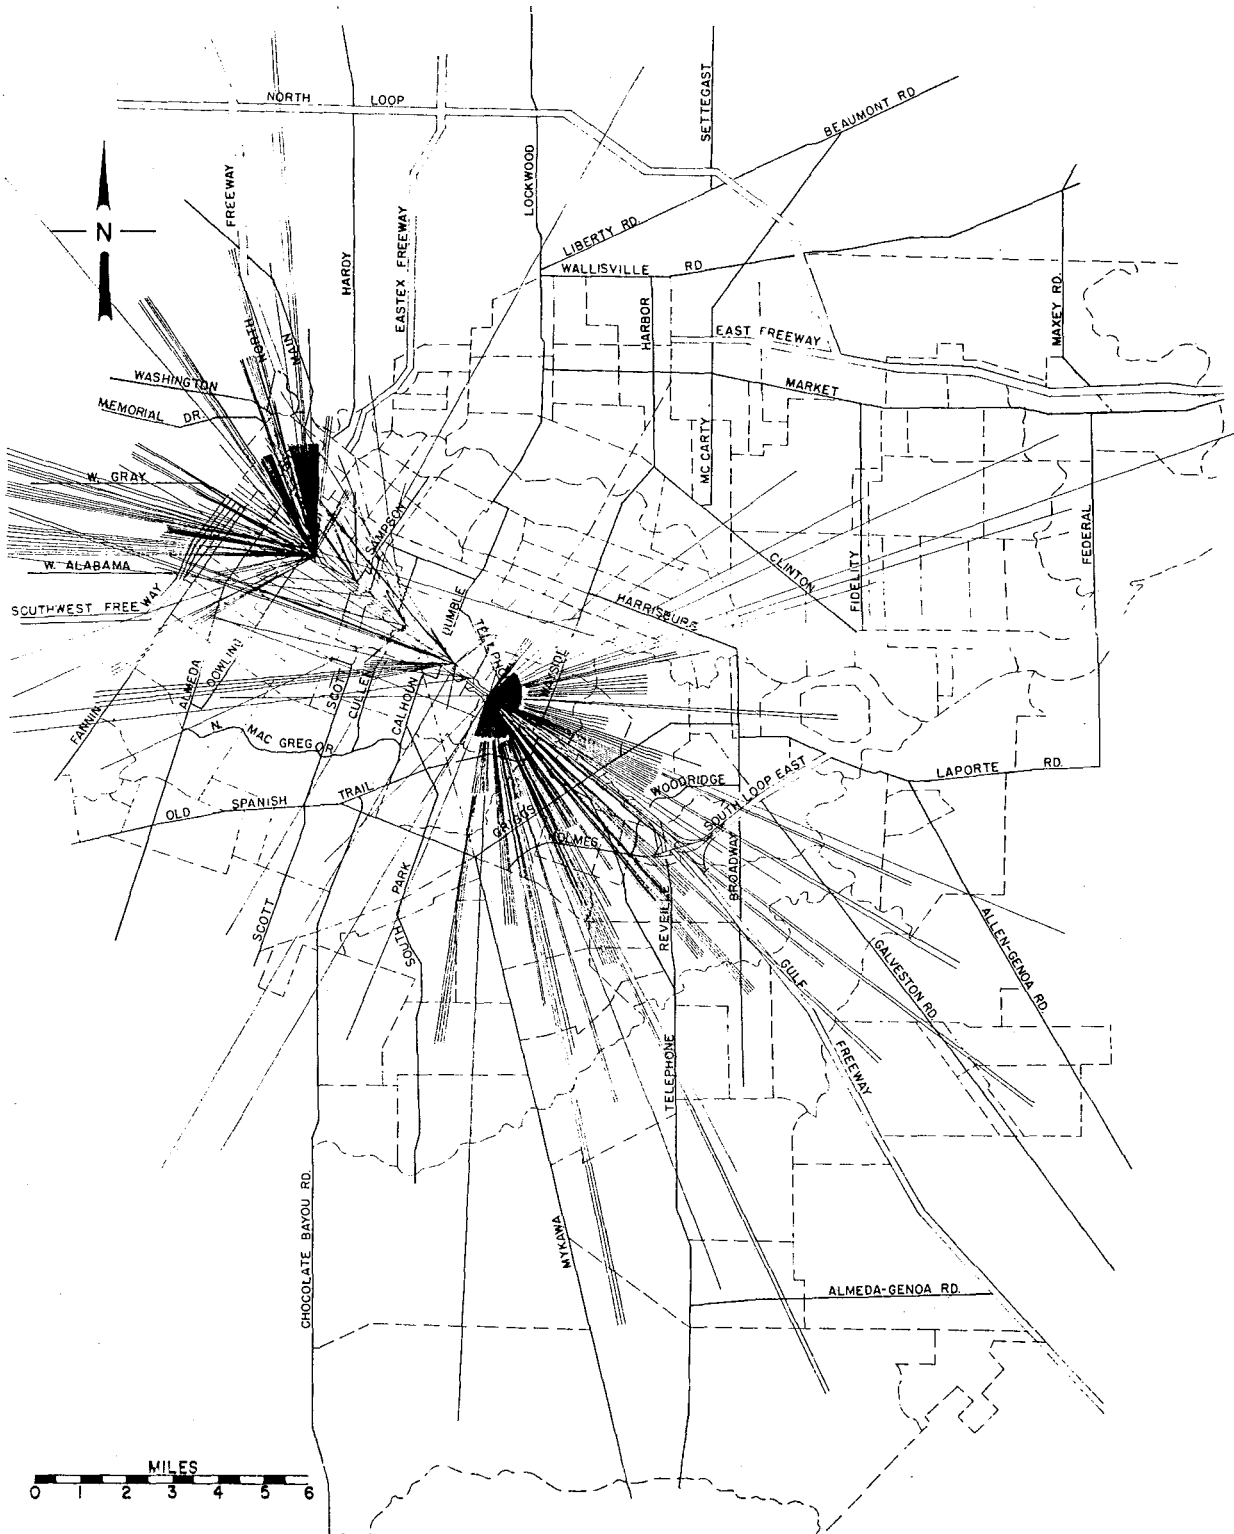 NORTH LOOP
SETTEGAST
BEAUMONT RD
FREEWAY
LOCKWOOD
N
HARDY
EASTEX FREEWAY
LIBERTY RD.
WALLISVILLE RD
HARBOR
MAXEY RD.
EAST FREEWAY
NORTH
MAIN
WASHINGTON
MARKET
MEMORIAL DR.
MC CARTY
W. GRAY
SAMPSON
FEDERAL
W. ALABAMA
CLINTON
FIDELITY
SOUTHWEST FREEWAY
HARRISBURG
LUMBLE
TELEPHONE
WAYSIDE
ALMEDA
DOWLING
SCOTT
CULLEN
CALHOUN
FANNIN
N. MAC GREGOR
LAPORTE RD.
WOODRIDGE
SOUTH LOOP EAST
OLD SPANISH TRAIL
GRIGGS
HOLMES
BROADWAY
SCOTT
SOUTH PARK
REVEILLE
GULF FREEWAY
GALVESTON RD.
ALLEN-GENOA RD.
TELEPHONE
CHOCOLATE BAYOU RD.
MYKAWA
ALMEDA-GENOA RD.
MILES
0 1 2 3 4 5 6